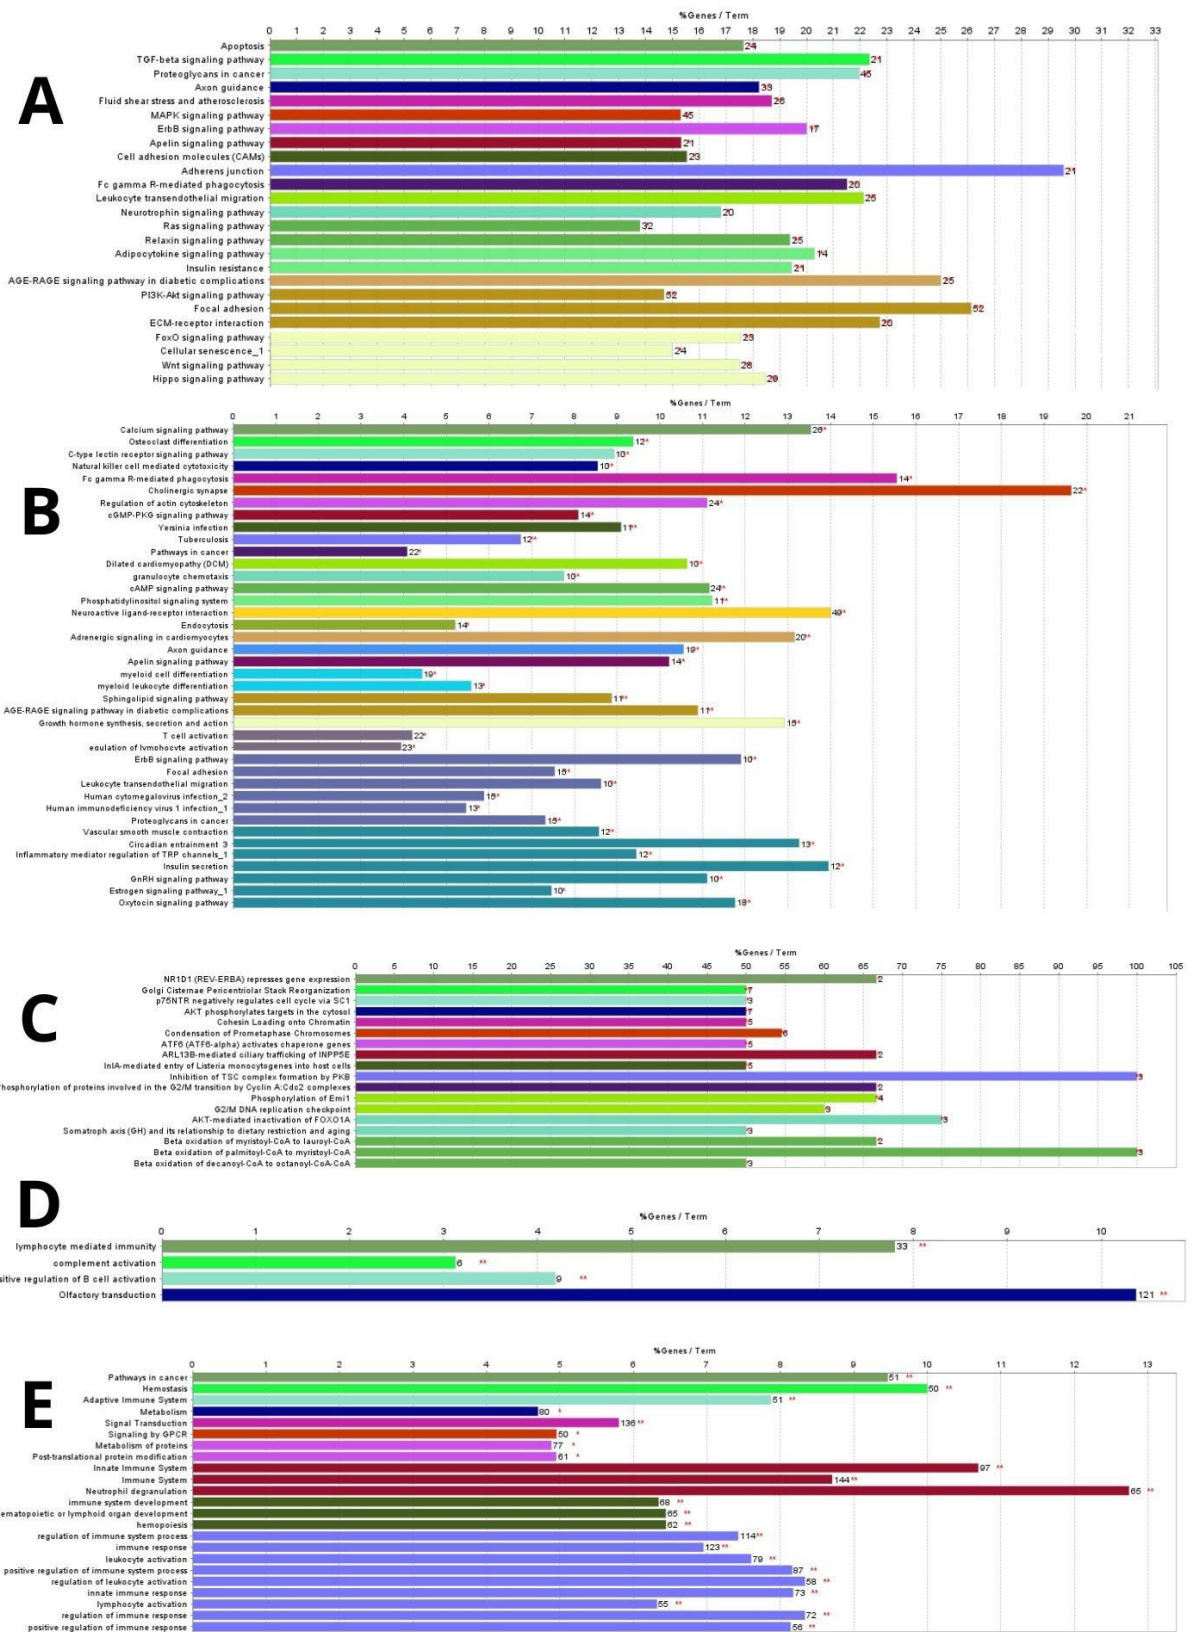 %Genes / Term
0 1 2 3 4 5 6 7 8 9 10 11 12 13 14 15 16 17 18 19 20 21 22 23 24 25 26 27 28 29 30 31 32 33
A
Apoptosis 24
TGF-beta signaling pathway 21
Proteoglycans in cancer 45
Axon guidance 33
Fluid shear stress and atherosclerosis 26
MAPK signaling pathway 45
ErbB signaling pathway 17
Apelin signaling pathway 21
Cell adhesion molecules (CAMs) 23
Adherens junction 21
Fc gamma R-mediated phagocytosis 20
Leukocyte transendothelial migration 25
Neurotrophin signaling pathway 20
Ras signaling pathway 32
Relaxin signaling pathway 25
Adipocytokine signaling pathway 14
Insulin resistance 21
AGE-RAGE signaling pathway in diabetic complications 25
PI3K-Akt signaling pathway 52
Focal adhesion 52
ECM-receptor interaction 20
FoxO signaling pathway 23
Cellular senescence_1 24
Wnt signaling pathway 28
Hippo signaling pathway 29
%Genes / Term
0 1 2 3 4 5 6 7 8 9 10 11 12 13 14 15 16 17 18 19 20 21
B
Calcium signaling pathway 26**
Osteoclast differentiation 12**
C-type lectin receptor signaling pathway 10**
Natural killer cell mediated cytotoxicity 10**
Fc gamma R-mediated phagocytosis 14**
Cholinergic synapse 22**
Regulation of actin cytoskeleton 24**
cGMP-PKG signaling pathway 14**
Yersinia infection 11**
Tuberculosis 12**
Pathways in cancer 22*
Dilated cardiomyopathy (DCM) 10**
granulocyte chemotaxis 10**
cAMP signaling pathway 24**
Phosphatidylinositol signaling system 11**
Neuroactive ligand-receptor interaction 49**
Endocytosis 14*
Adrenergic signaling in cardiomyocytes 20**
Axon guidance 19**
Apelin signaling pathway 14**
myeloid cell differentiation 19*
myeloid leukocyte differentiation 13*
Sphingolipid signaling pathway 11**
AGE-RAGE signaling pathway in diabetic complications 11**
Growth hormone synthesis, secretion and action 15**
T cell activation 22*
egulation of lymphocyte activation 23*
ErbB signaling pathway 10**
Focal adhesion 15**
Leukocyte transendothelial migration 10**
Human cytomegalovirus infection_2 15**
Human immunodeficiency virus 1 infection_1 13*
Proteoglycans in cancer 15**
Vascular smooth muscle contraction 12**
Circadian entrainment_3 13**
Inflammatory mediator regulation of TRP channels_1 12**
Insulin secretion 12**
GnRH signaling pathway 10**
Estrogen signaling pathway_1 10*
Oxytocin signaling pathway 18**
%Genes / Term
0 5 10 15 20 25 30 35 40 45 50 55 60 65 70 75 80 85 90 95 100 105
C
NR1D1 (REV-ERBA) represses gene expression 2
Golgi Cisternae Pericentriolar Stack Reorganization 7
p75NTR negatively regulates cell cycle via SC1 3
AKT phosphorylates targets in the cytosol 7
Cohesin Loading onto Chromatin 5
Condensation of Prometaphase Chromosomes 6
ATF6 (ATF6-alpha) activates chaperone genes 5
ARL13B-mediated ciliary trafficking of INPP5E 2
InlA-mediated entry of Listeria monocytogenes into host cells 5
Inhibition of TSC complex formation by PKB 3
Phosphorylation of proteins involved in the G2/M transition by Cyclin A:Cdc2 complexes 2
Phosphorylation of Emi1 4
G2/M DNA replication checkpoint 3
AKT-mediated inactivation of FOXO1A 3
Somatroph axis (GH) and its relationship to dietary restriction and aging 3
Beta oxidation of myristoyl-CoA to lauroyl-CoA 2
Beta oxidation of palmitoyl-CoA to myristoyl-CoA 3
Beta oxidation of decanoyl-CoA to octanoyl-CoA-CoA 3
D
%Genes / Term
0 1 2 3 4 5 6 7 8 9 10
lymphocyte mediated immunity 33 **
complement activation 6 **
sitive regulation of B cell activation 9 **
Olfactory transduction 121 **
%Genes / Term
0 1 2 3 4 5 6 7 8 9 10 11 12 13
E
Pathways in cancer 51 **
Hemostasis 50 **
Adaptive Immune System 51 **
Metabolism 80 *
Signal Transduction 136 **
Signaling by GPCR 50 *
Metabolism of proteins 77 *
Post-translational protein modification 61 *
Innate Immune System 97 **
Immune System 144 **
Neutrophil degranulation 65 **
immune system development 68 **
ematopoietic or lymphoid organ development 65 **
hemopoiesis 62 **
regulation of immune system process 114 **
immune response 123 **
leukocyte activation 79 **
positive regulation of immune system process 87 **
regulation of leukocyte activation 58 **
innate immune response 73 **
lymphocyte activation 55 **
regulation of immune response 72 **
positive regulation of immune response 56 **